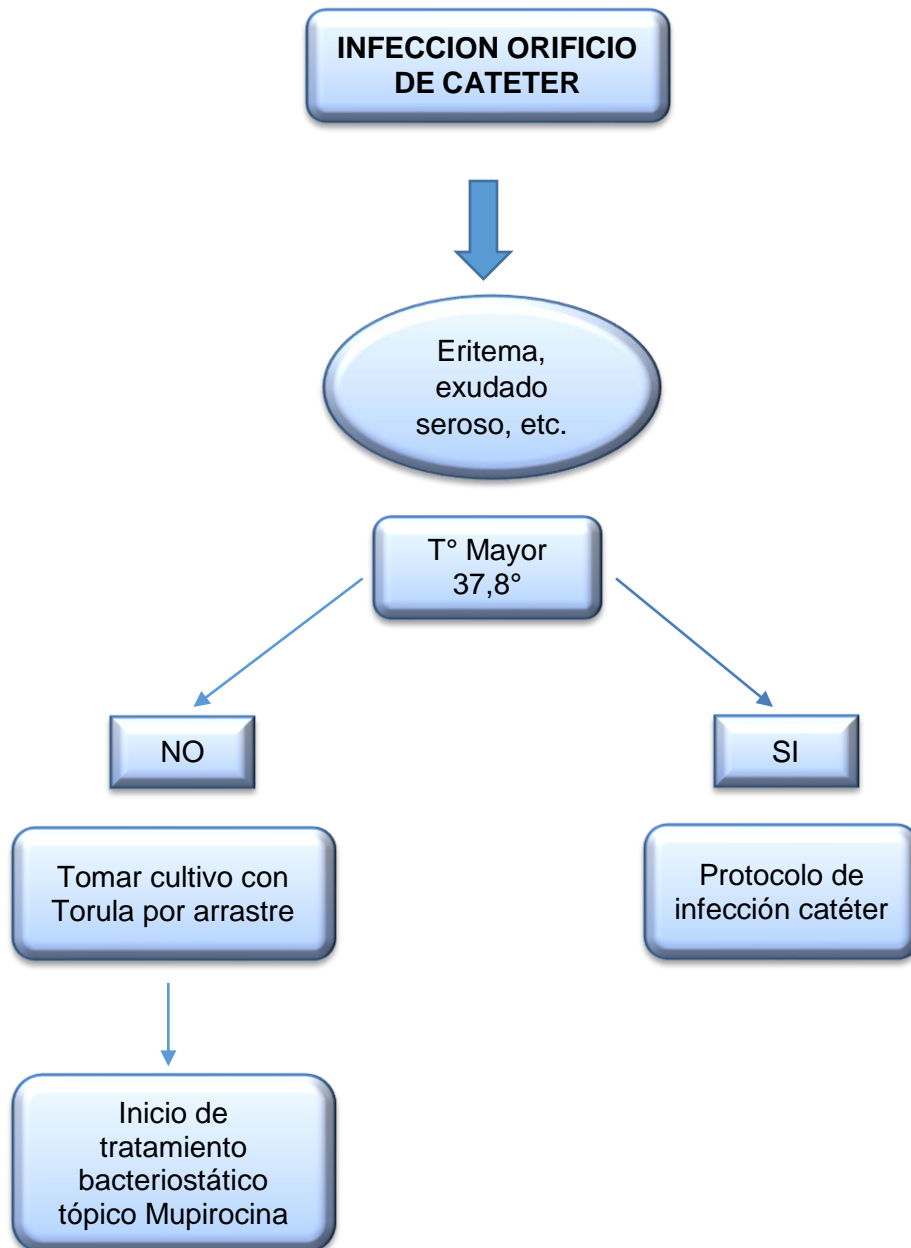 INFECCION ORIFICIO
DE CATETER
Eritema,
exudado
seroso, etc.
T° Mayor
37,8°
NO
SI
Tomar cultivo con
Torula por arrastre
Protocolo de
infección catéter
Inicio de
tratamiento
bacteriostático
tópico Mupirocina